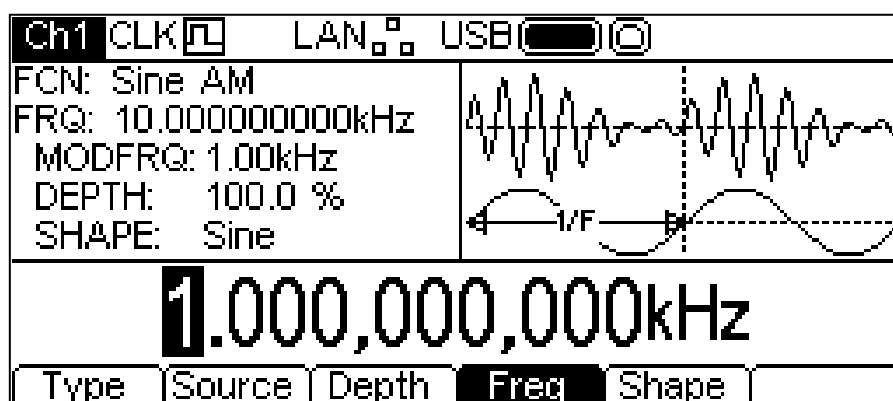 Ch1 CLK LAN USB
FCN: Sine AM
FRQ: 10.000000000kHz
MODFRQ: 1.00kHz
DEPTH: 100.0 %
SHAPE: Sine
1/F
1.000,000,000kHz
Type Source Depth Freq Shape